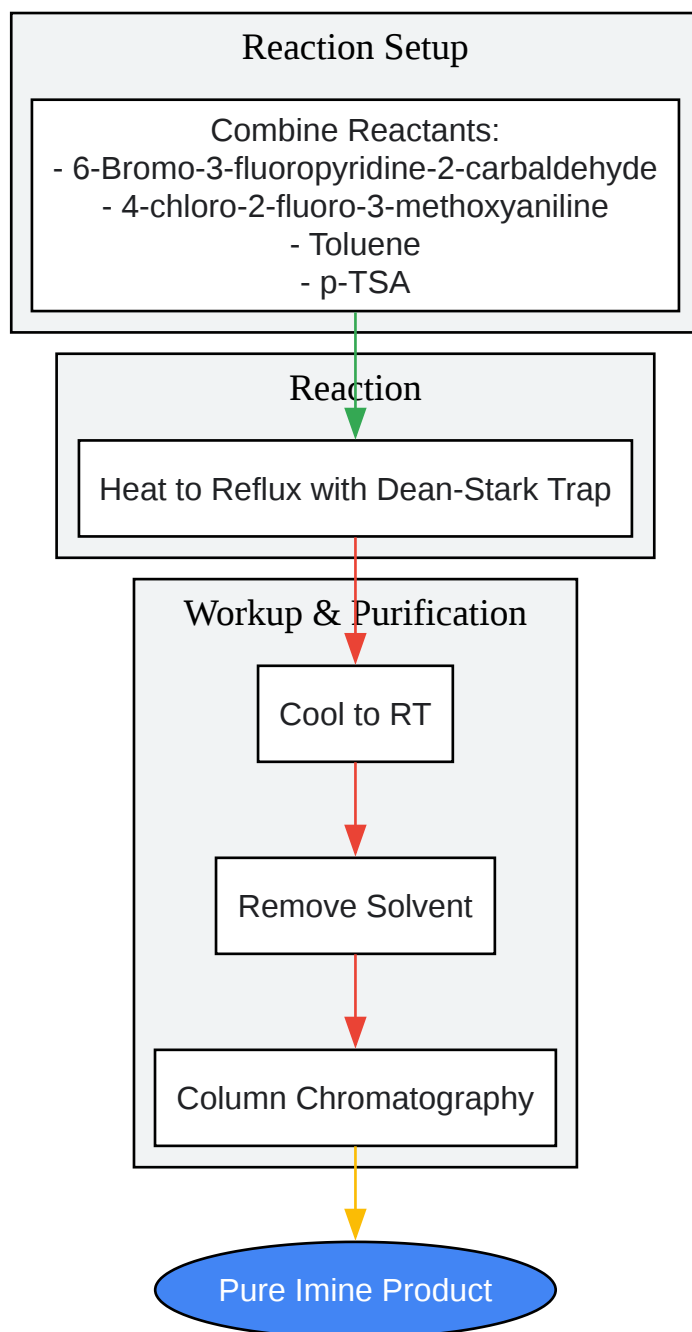 Reaction Setup
Combine Reactants:
- 6-Bromo-3-fluoropyridine-2-carbaldehyde
- 4-chloro-2-fluoro-3-methoxyaniline
- Toluene
- p-TSA
Reaction
Heat to Reflux with Dean-Stark Trap
Workup & Purification
Cool to RT
Remove Solvent
Column Chromatography
Pure Imine Product